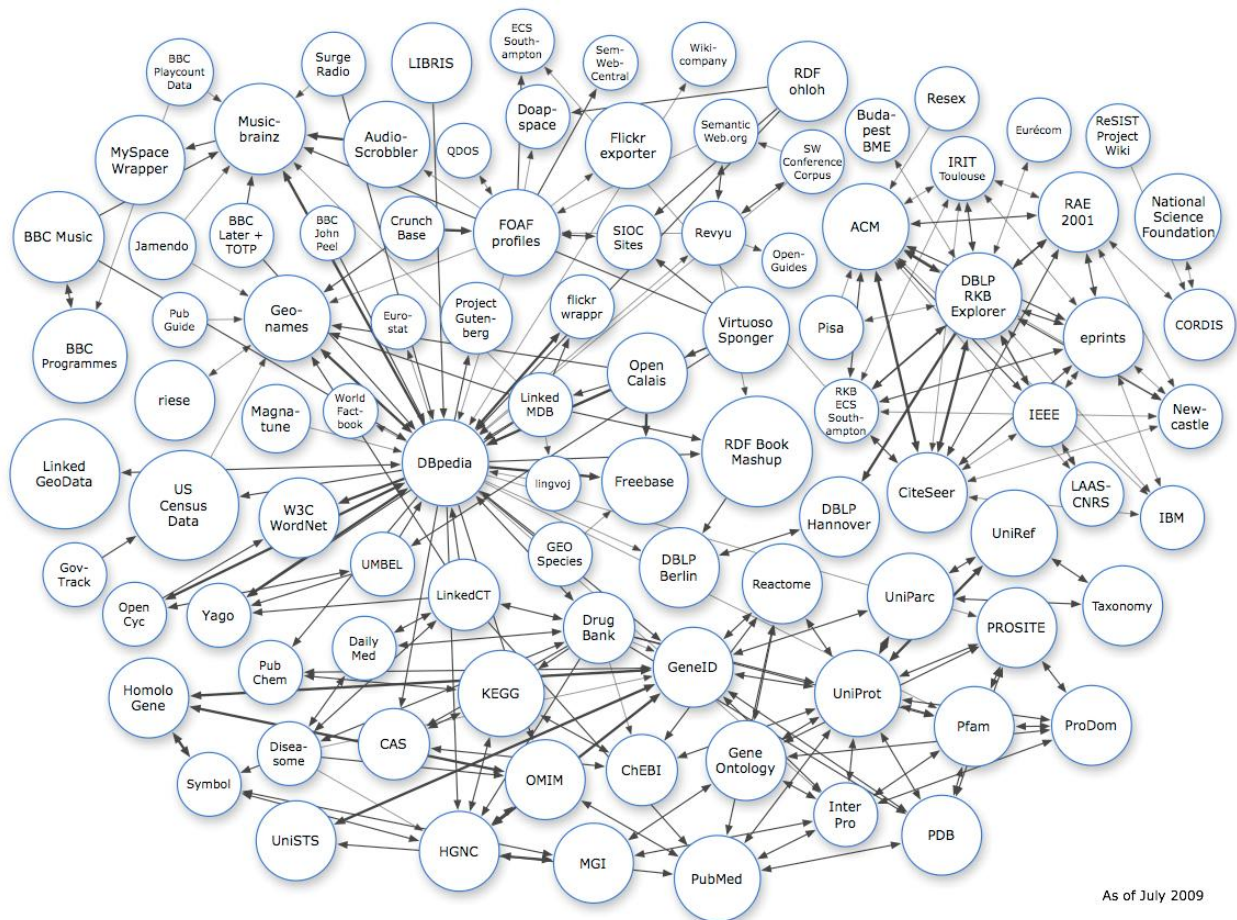 BBC
Playcount
Data
Surge
Radio
LIBRIS
ECS
South-
ampton
Sem-
Web-
Central
Wiki-
company
RDF
ohloh
Resex
Doap-
space
Music-
brainz
Audio-
Scrobbler
MySpace
Wrapper
QDOS
Flickr
exporter
Semantic
Web.org
SW
Conference
Corpus
Buda-
pest
BME
IRIT
Toulouse
Eurécom
ReSIST
Project
Wiki
BBC Music
Jamendo
BBC
Later +
TOTP
BBC
John
Peel
Crunch
Base
FOAF
profiles
SIOC
Sites
Revyu
Open-
Guides
ACM
RAE
2001
National
Science
Foundation
DBLP
RKB
Explorer
Pub
Guide
Geo-
names
Euro-
stat
Project
Guten-
berg
flickr
wrappr
Virtuoso
Sponger
Pisa
eprints
CORDIS
BBC
Programmes
riese
Open
Calais
Linked
MDB
World
Fact-
book
Magna-
tune
RKB
ECS
South-
ampton
IEEE
New-
castle
Linked
GeoData
US
Census
Data
DBpedia
lingvoj
Freebase
RDF Book
Mashup
CiteSeer
LAAS-
CNRS
IBM
W3C
WordNet
DBLP
Hannover
UniRef
Gov-
Track
UMBEL
GEO
Species
DBLP
Berlin
Reactome
UniParc
Taxonomy
Open
Cyc
Yago
LinkedCT
Drug
Bank
PROSITE
Daily
Med
Pub
Chem
GeneID
Homolo
Gene
KEGG
UniProt
Pfam
ProDom
Disea-
some
CAS
Symbol
OMIM
ChEBI
Gene
Ontology
Inter
Pro
UniSTS
HGNC
MGI
PubMed
PDB
As of July 2009